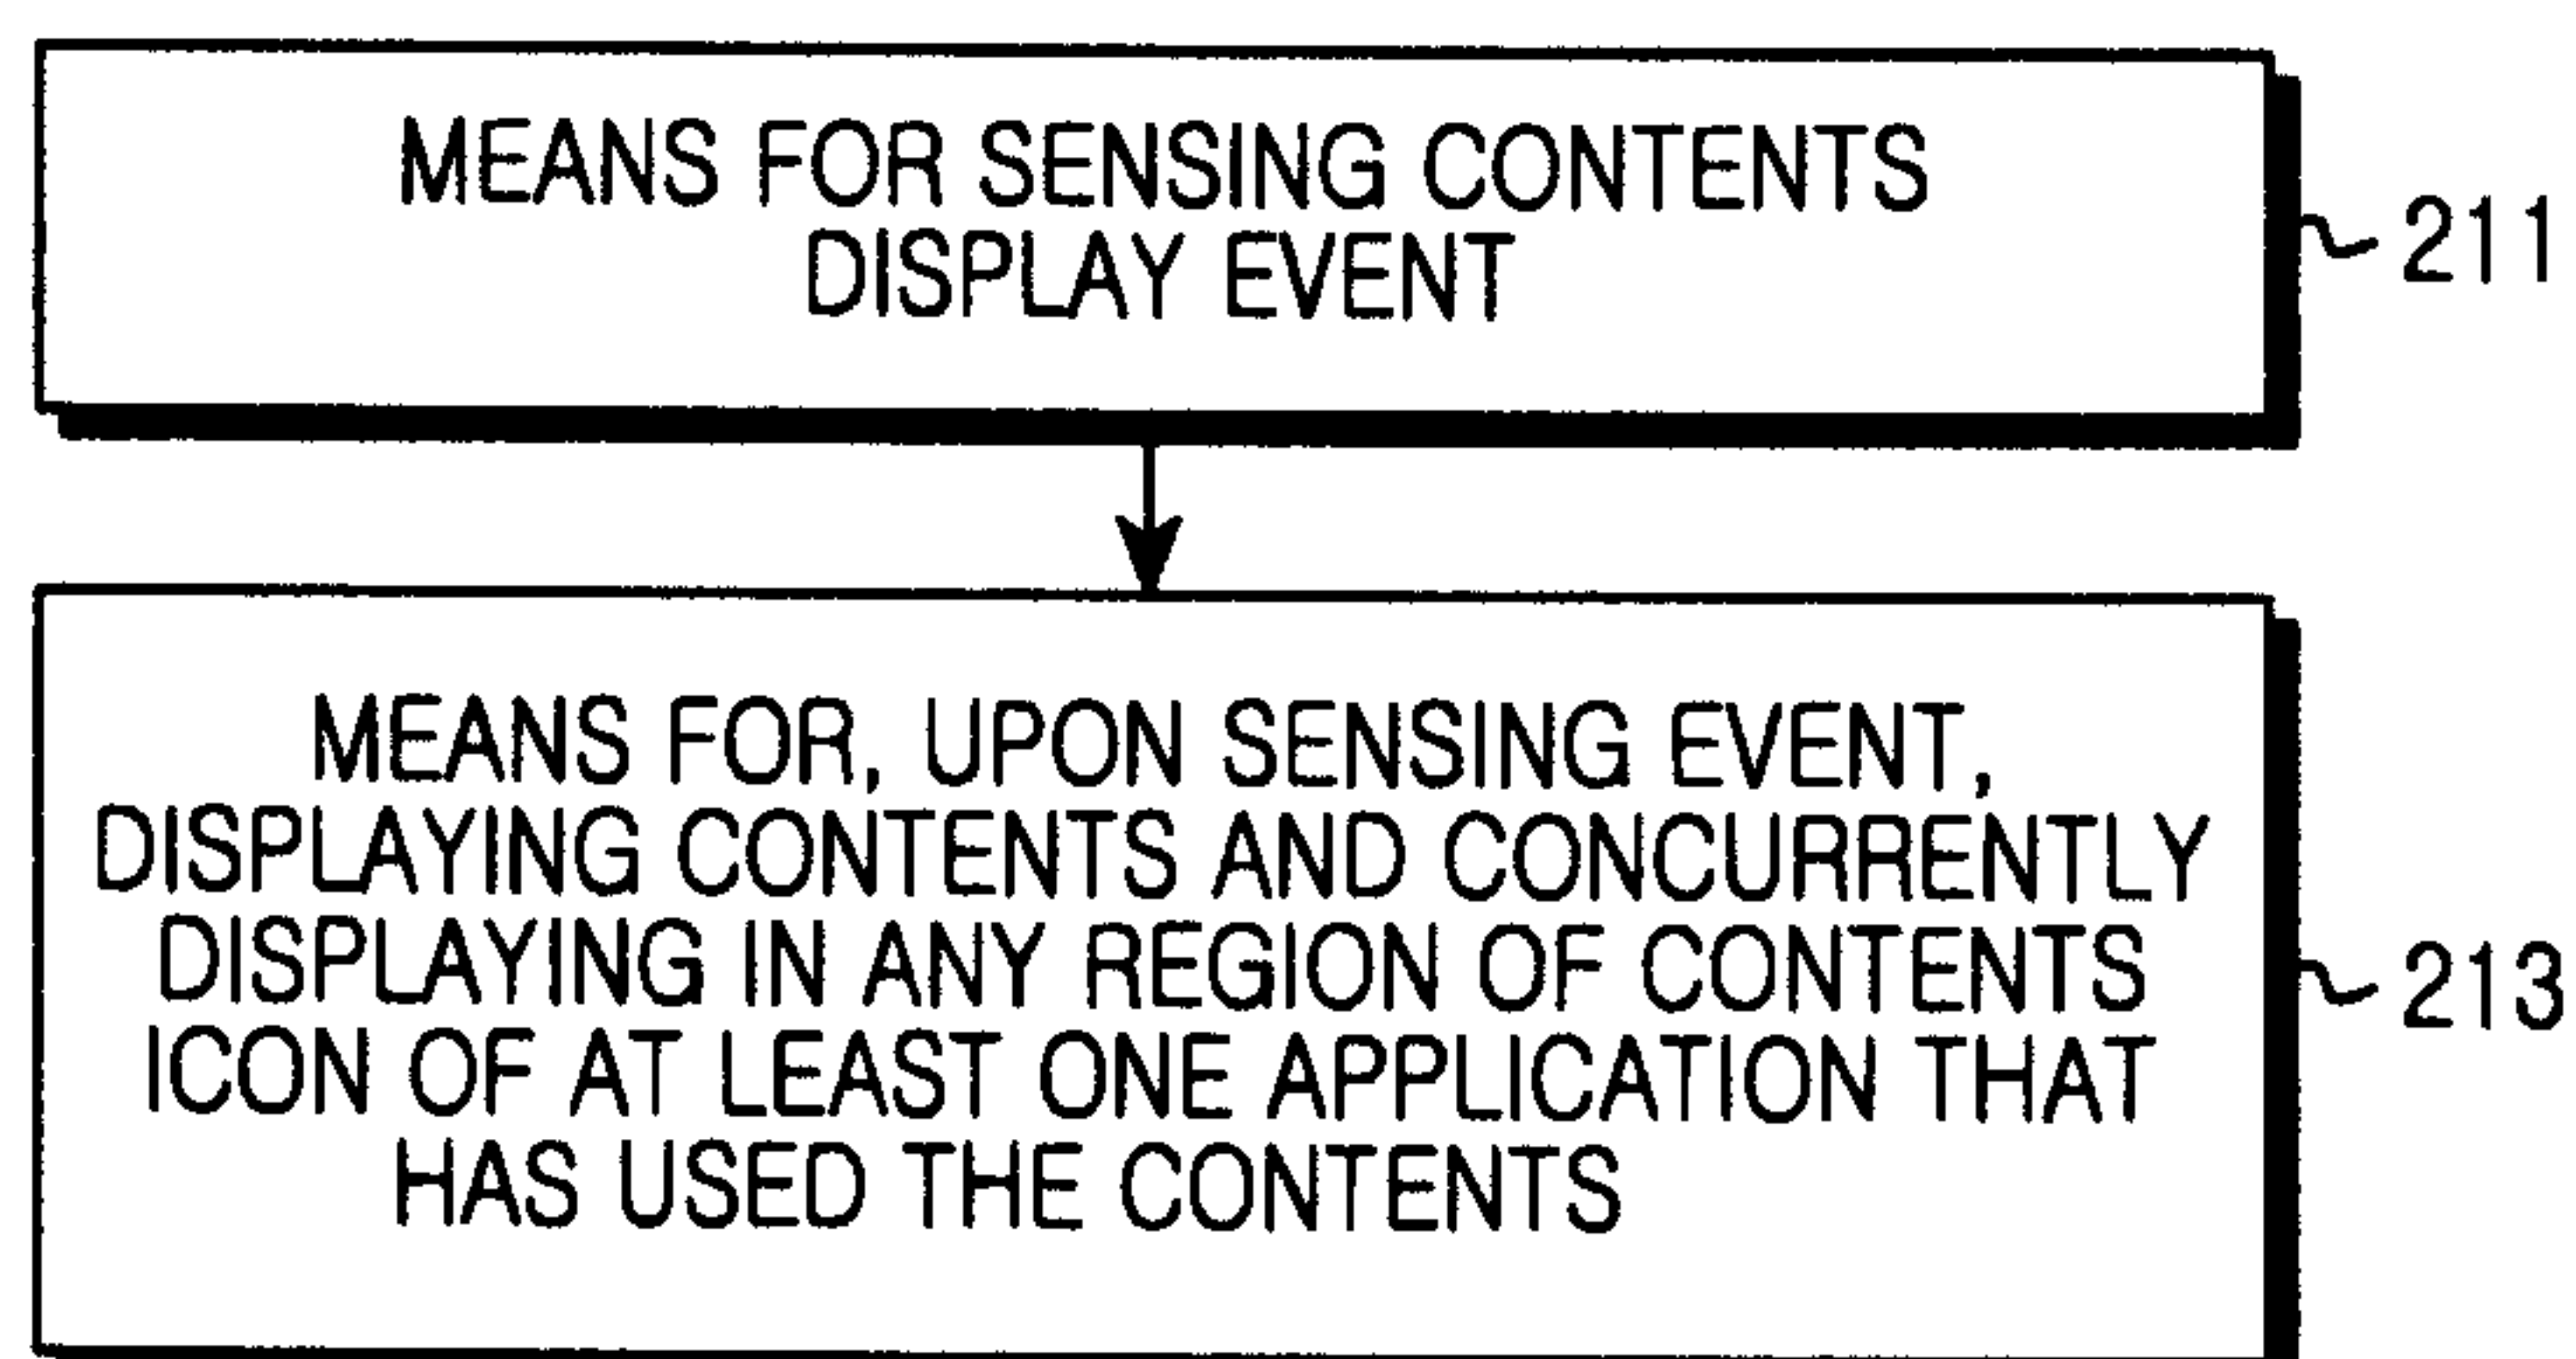 MEANS FOR SENSING CONTENTS
DISPLAY EVENT
211
MEANS FOR, UPON SENSING EVENT,
DISPLAYING CONTENTS AND CONCURRENTLY
DISPLAYING IN ANY REGION OF CONTENTS
ICON OF AT LEAST ONE APPLICATION THAT
HAS USED THE CONTENTS
213